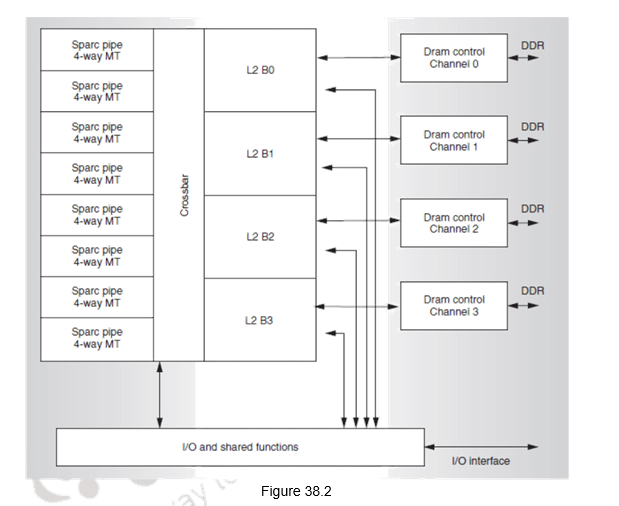 Sparc pipe
4-way MT
Sparc pipe
4-way MT
Sparc pipe
4-way MT
Sparc pipe
4-way MT
Sparc pipe
4-way MT
Sparc pipe
4-way MT
Sparc pipe
4-way MT
Sparc pipe
4-way MT
Crossbar
L2 B0
L2 B1
L2 B2
L2 B3
Dram control
Channel 0
DDR
Dram control
Channel 1
DDR
Dram control
Channel 2
DDR
Dram control
Channel 3
DDR
I/O and shared functions
I/O interface
Figure 38.2